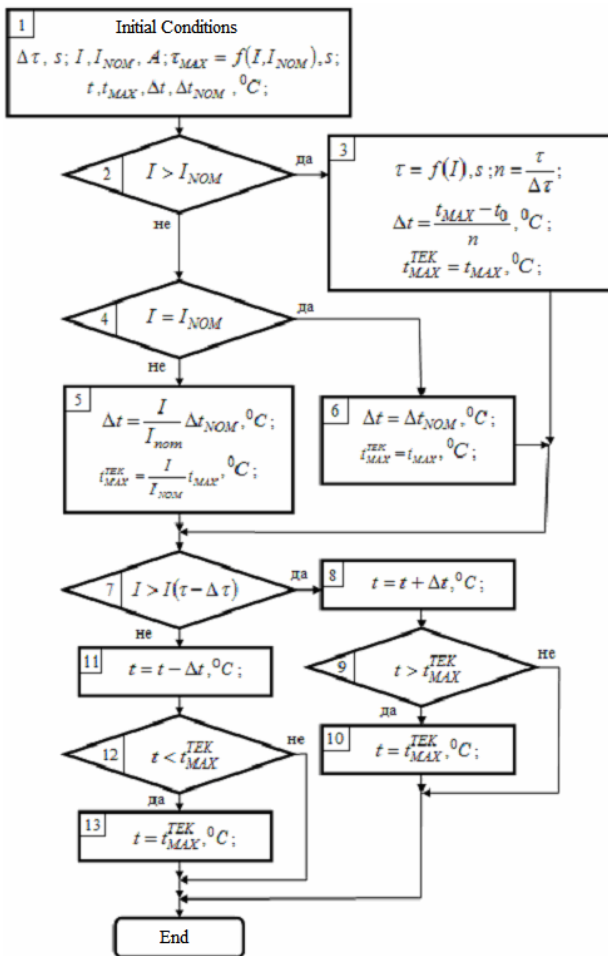 1
Initial Conditions
Δτ, s; I, I_NOM, A; τ_MAX = f(I, I_NOM), s;
t, t_MAX, Δt, Δt_NOM, ⁰C;
2
I > I_NOM
да
не
3
τ = f(I), s; n = τ/Δτ;
Δt = (t_MAX − t_0)/n, ⁰C;
t_MAX^TEK = t_MAX, ⁰C;
4
I = I_NOM
да
не
5
Δt = I/I_nom Δt_NOM, ⁰C;
t_MAX^TEK = I/I_NOM t_MAX, ⁰C;
6
Δt = Δt_NOM, ⁰C;
t_MAX^TEK = t_MAX, ⁰C;
7
I > I(τ − Δτ)
да
не
8
t = t + Δt, ⁰C;
9
t > t_MAX^TEK
не
да
10
t = t_MAX^TEK, ⁰C;
11
t = t − Δt, ⁰C;
12
t < t_MAX^TEK
не
да
13
t = t_MAX^TEK, ⁰C;
End